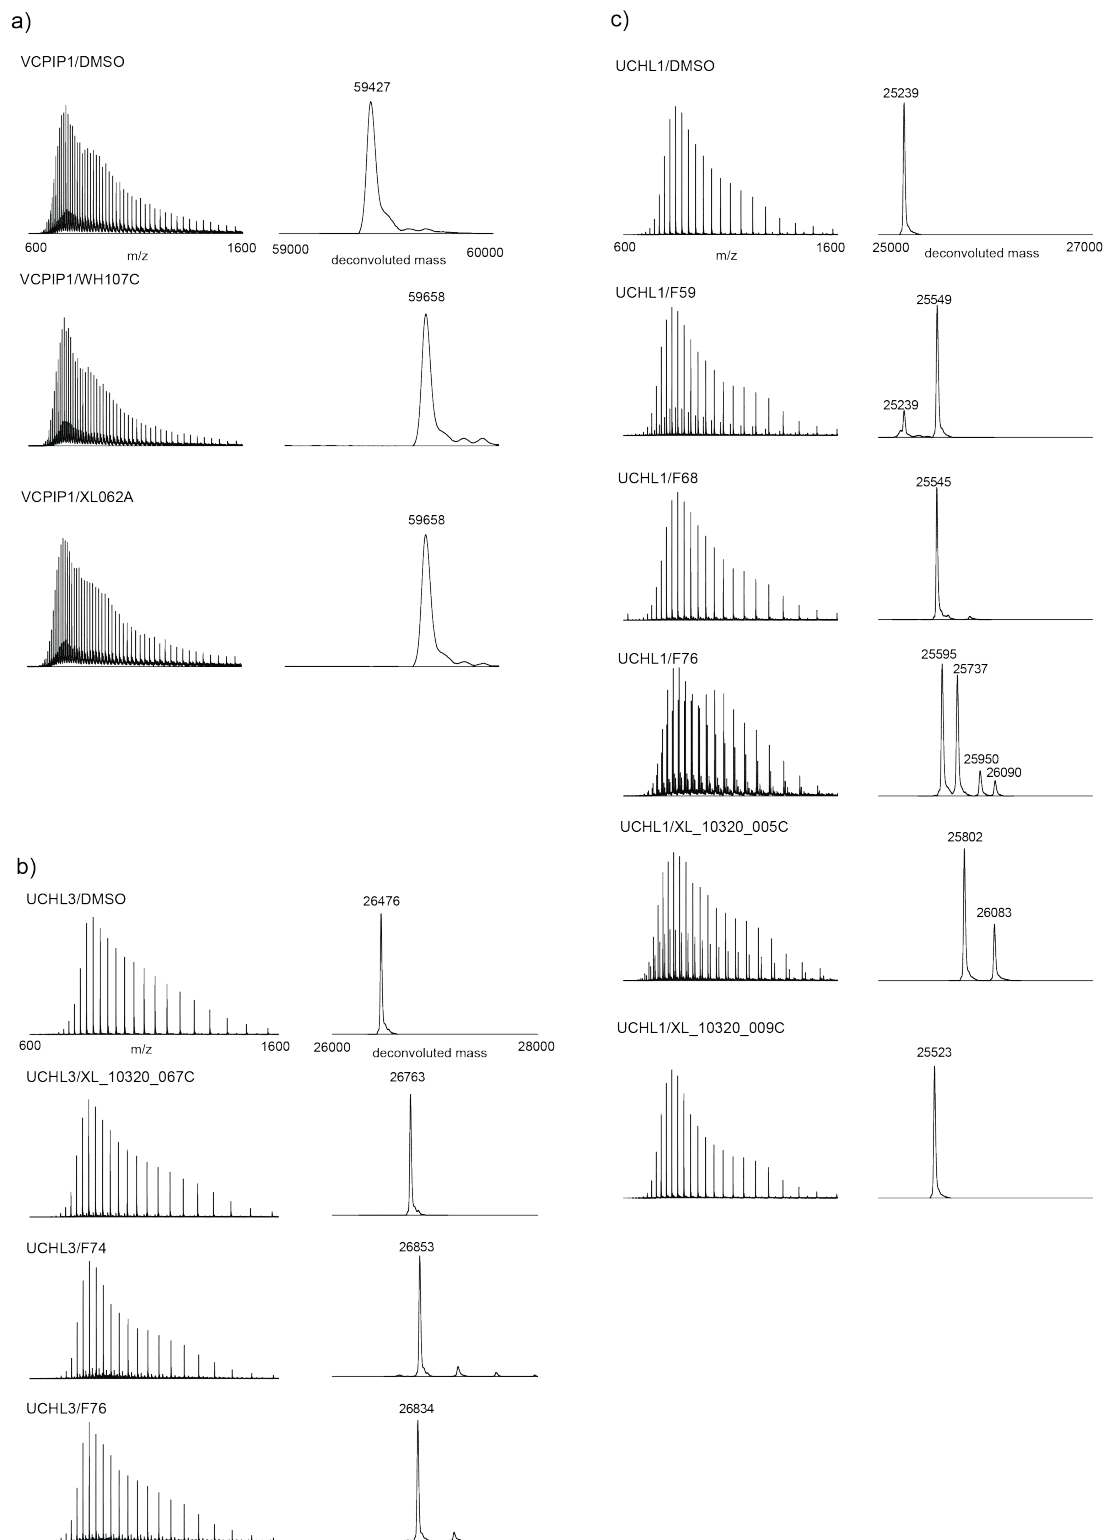 a)
VCPIP1/DMSO
59427
600
1600
m/z
59000
60000
deconvoluted mass
VCPIP1/WH107C
59658
VCPIP1/XL062A
59658
b)
UCHL3/DMSO
26476
600
1600
m/z
26000
28000
deconvoluted mass
UCHL3/XL_10320_067C
26763
UCHL3/F74
26853
UCHL3/F76
26834
c)
UCHL1/DMSO
25239
600
1600
m/z
25000
27000
deconvoluted mass
UCHL1/F59
25549
25239
UCHL1/F68
25545
UCHL1/F76
25595
25737
25950
26090
UCHL1/XL_10320_005C
25802
26083
UCHL1/XL_10320_009C
25523